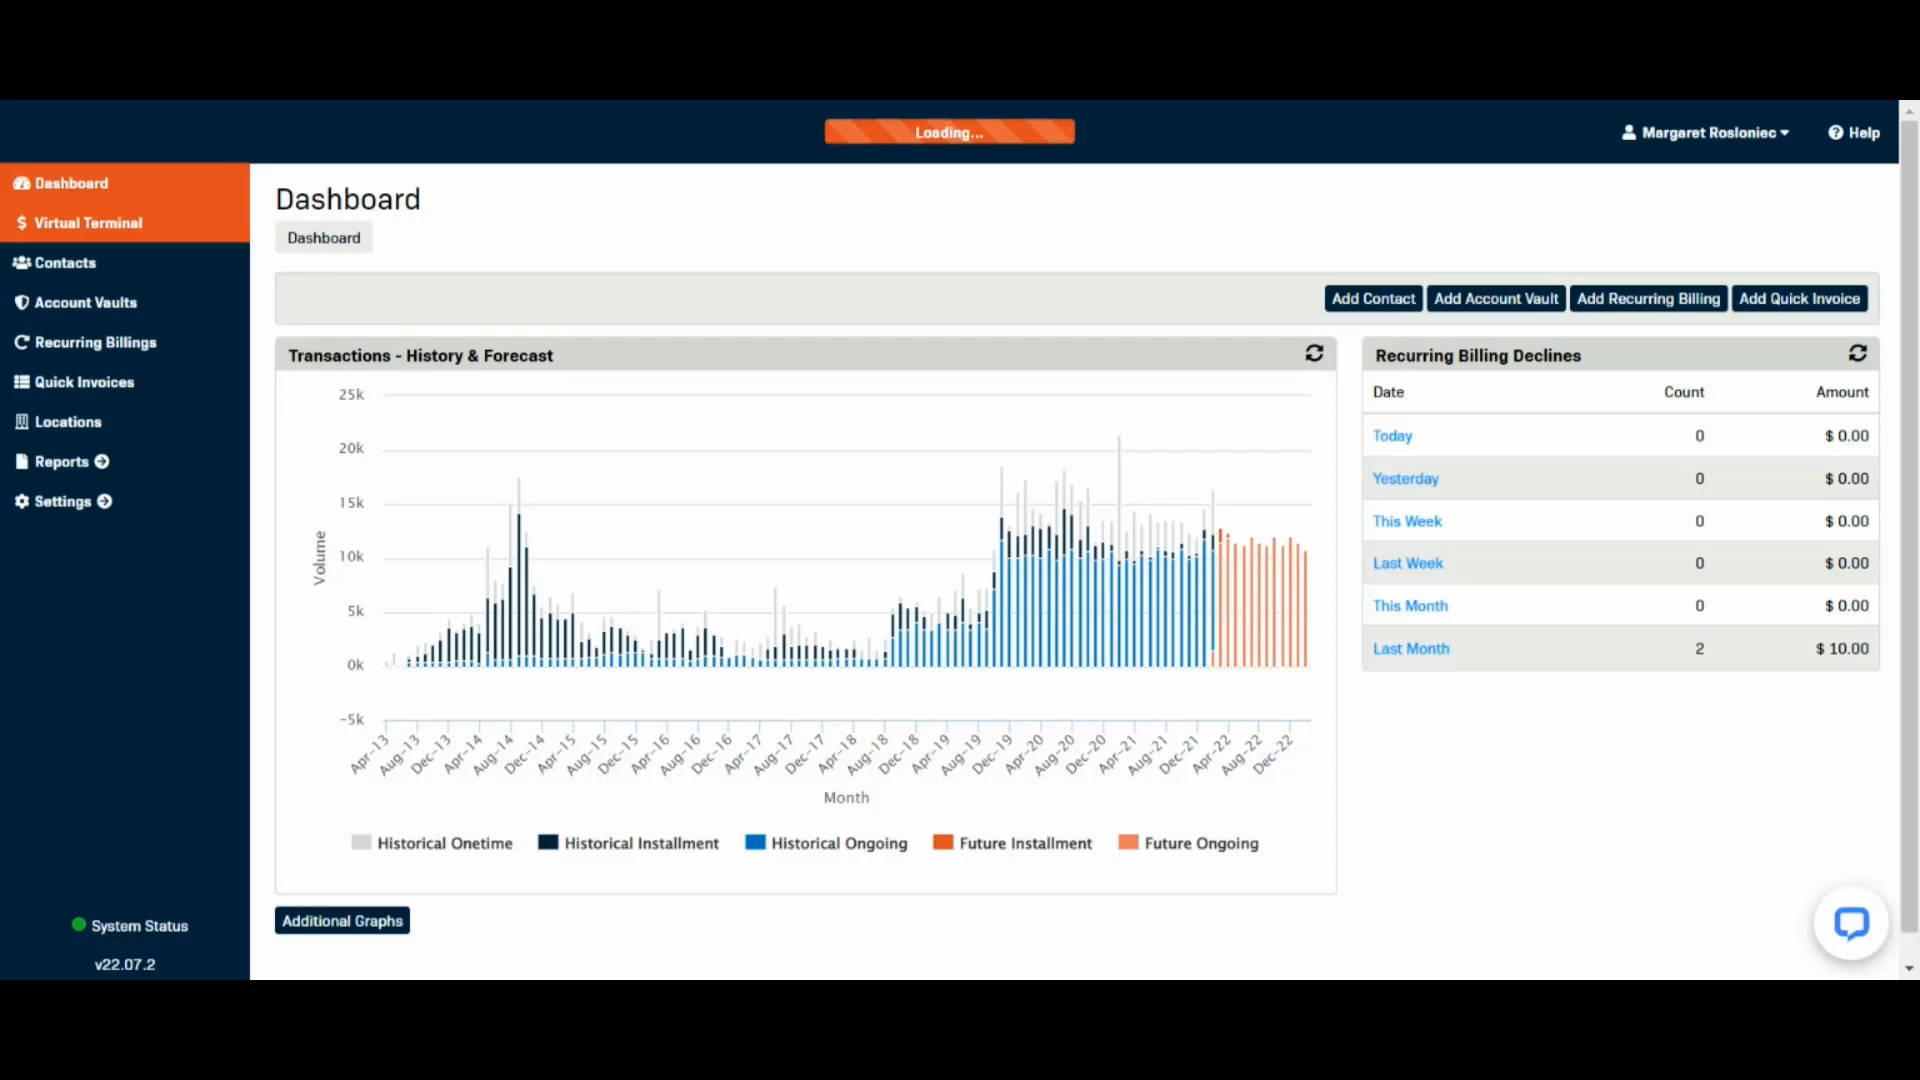 Loading...
Margaret Rosloniec
Help
Dashboard
Virtual Terminal
Contacts
Account Vaults
Recurring Billings
Quick Invoices
Locations
Reports
Settings
System Status
v22.07.2
Dashboard
Dashboard
Add Contact
Add Account Vault
Add Recurring Billing
Add Quick Invoice
Transactions - History & Forecast
25k
20k
15k
10k
5k
0k
-5k
Volume
Apr-13
Aug-13
Dec-13
Apr-14
Aug-14
Dec-14
Apr-15
Aug-15
Dec-15
Apr-16
Aug-16
Dec-16
Apr-17
Aug-17
Dec-17
Apr-18
Aug-18
Dec-18
Apr-19
Aug-19
Dec-19
Apr-20
Aug-20
Dec-20
Apr-21
Aug-21
Dec-21
Apr-22
Aug-22
Dec-22
Month
Historical Onetime
Historical Installment
Historical Ongoing
Future Installment
Future Ongoing
Additional Graphs
Recurring Billing Declines
Date Count Amount
Today 0 $ 0.00
Yesterday 0 $ 0.00
This Week 0 $ 0.00
Last Week 0 $ 0.00
This Month 0 $ 0.00
Last Month 2 $ 10.00